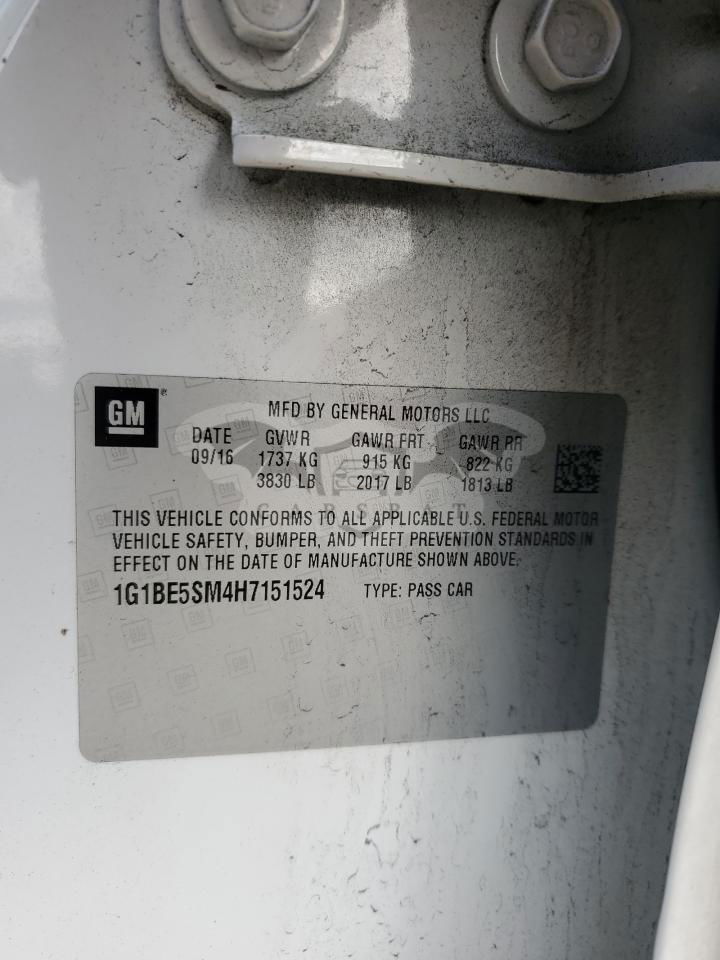 GM
MFD BY GENERAL MOTORS LLC
DATE GVWR GAWR FRT GAWR RR
09/16 1737 KG 915 KG 822 KG
3830 LB 2017 LB 1813 LB
THIS VEHICLE CONFORMS TO ALL APPLICABLE U.S. FEDERAL MOTOR
VEHICLE SAFETY, BUMPER, AND THEFT PREVENTION STANDARDS IN
EFFECT ON THE DATE OF MANUFACTURE SHOWN ABOVE.
1G1BE5SM4H7151524 TYPE: PASS CAR